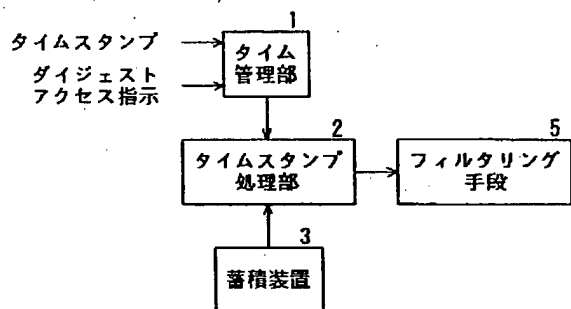 1
タイムスタンプ
タイム
管理部
ダイジェスト
アクセス指示
2
タイムスタンプ
処理部
5
フィルタリング
手段
3
蓄積装置